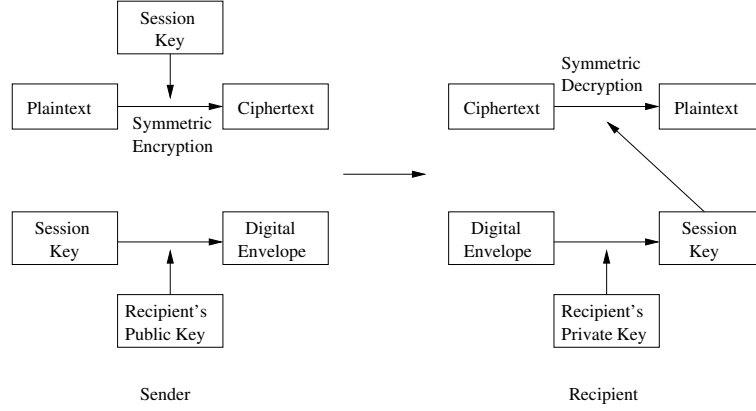 Session
Key
Plaintext
Ciphertext
Symmetric
Encryption
Session
Key
Digital
Envelope
Recipient's
Public Key
Sender
Symmetric
Decryption
Ciphertext
Plaintext
Digital
Envelope
Session
Key
Recipient's
Private Key
Recipient